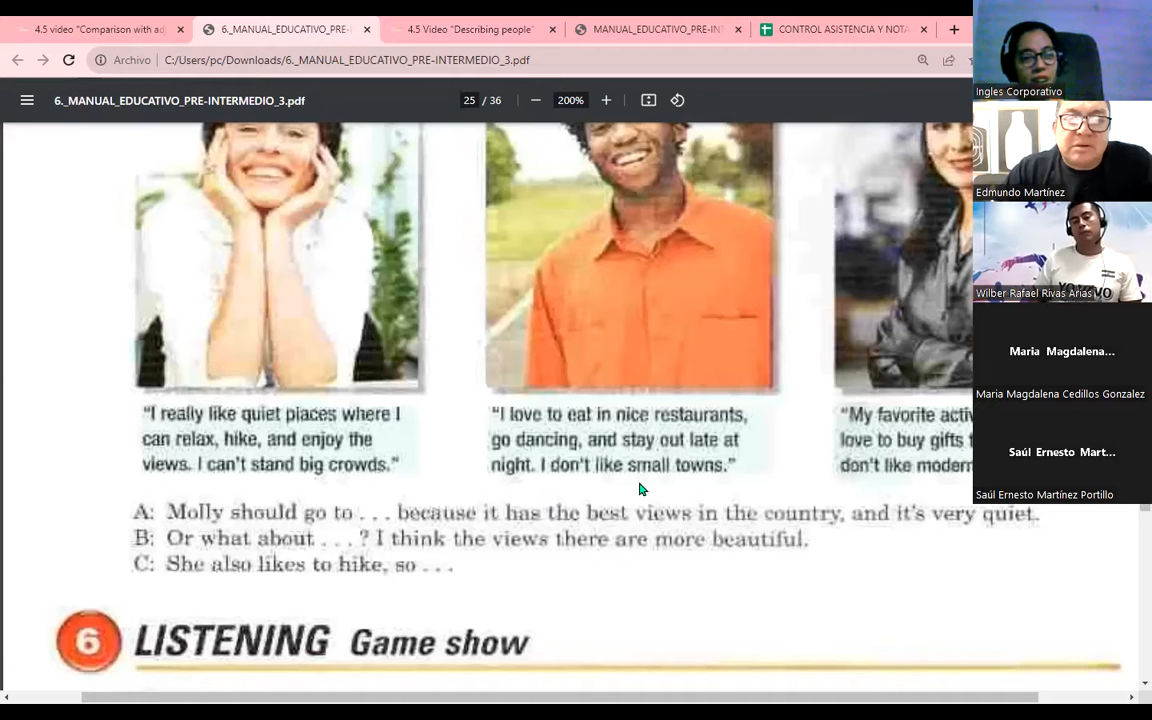 4.5 video "Comparison with ad
6._MANUAL_EDUCATIVO_PRE-
4.5 Video "Describing people"
MANUAL_EDUCATIVO_PRE-INT
CONTROL ASISTENCIA Y NOTA
Archivo
C:/Users/pc/Downloads/6._MANUAL_EDUCATIVO_PRE-INTERMEDIO_3.pdf
6._MANUAL_EDUCATIVO_PRE-INTERMEDIO_3.pdf
25 / 36
200%
Ingles Corporativo
Edmundo Martínez
Wilber Rafael Rivas Arias
Maria Magdalena...
Maria Magdalena Cedillos Gonzalez
Saúl Ernesto Mart...
Saúl Ernesto Martínez Portillo
"I really like quiet places where I
can relax, hike, and enjoy the
views. I can't stand big crowds."
"I love to eat in nice restaurants,
go dancing, and stay out late at
night. I don't like small towns."
"My favorite acti
love to buy gifts
don't like modern
A: Molly should go to . . . because it has the best views in the country, and it's very quiet.
B: Or what about . . . ? I think the views there are more beautiful.
C: She also likes to hike, so . . .
6 LISTENING Game show